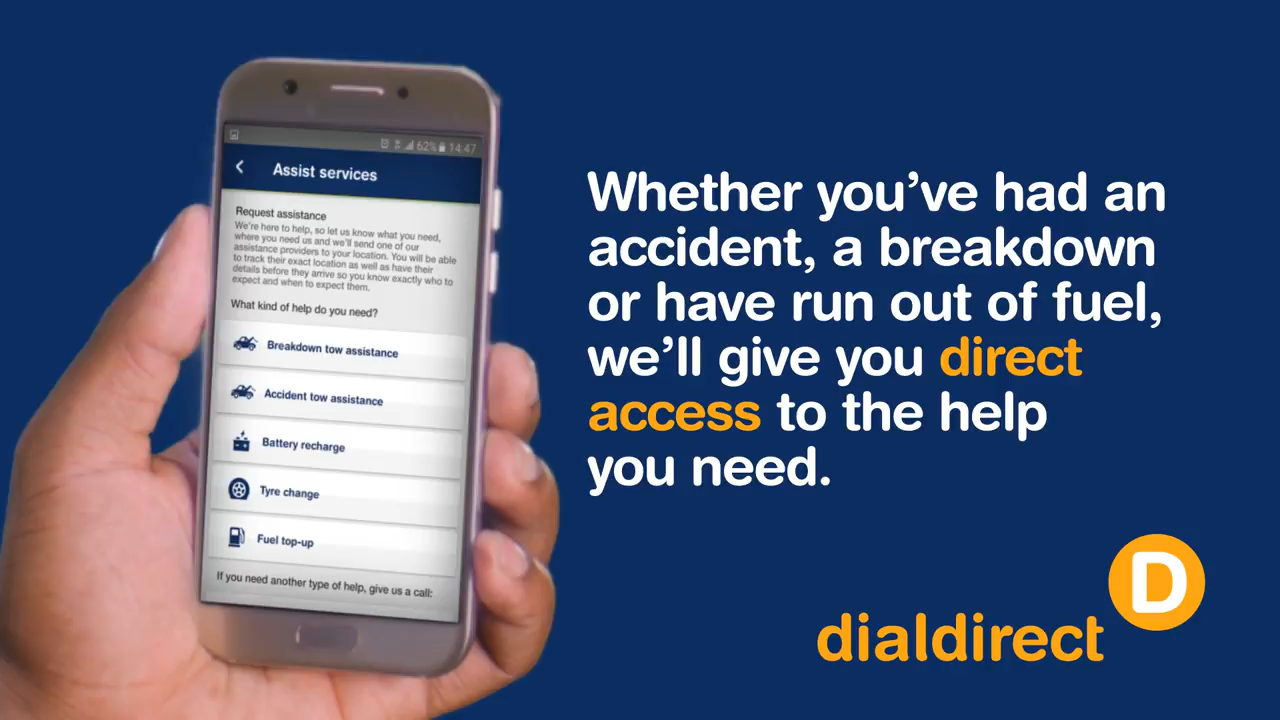 62% 14:47
Assist services
Request assistance
We're here to help, so let us know what you need,
where you need us and we'll send one of our
assistance providers to your location. You will be able
to track their exact location as well as have their
details before they arrive so you know exactly who to
expect and when to expect them.
What kind of help do you need?
Breakdown tow assistance
Accident tow assistance
Battery recharge
Tyre change
Fuel top-up
If you need another type of help, give us a call:
Whether you've had an
accident, a breakdown
or have run out of fuel,
we'll give you direct
access to the help
you need.
D
dialdirect